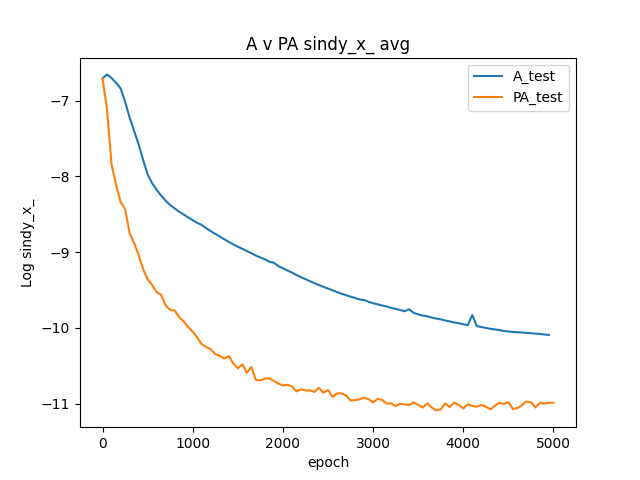 A v PA sindy_x_ avg
A_test
PA_test
−7
−8
−9
−10
−11
Log sindy_x_
0
1000
2000
3000
4000
5000
epoch